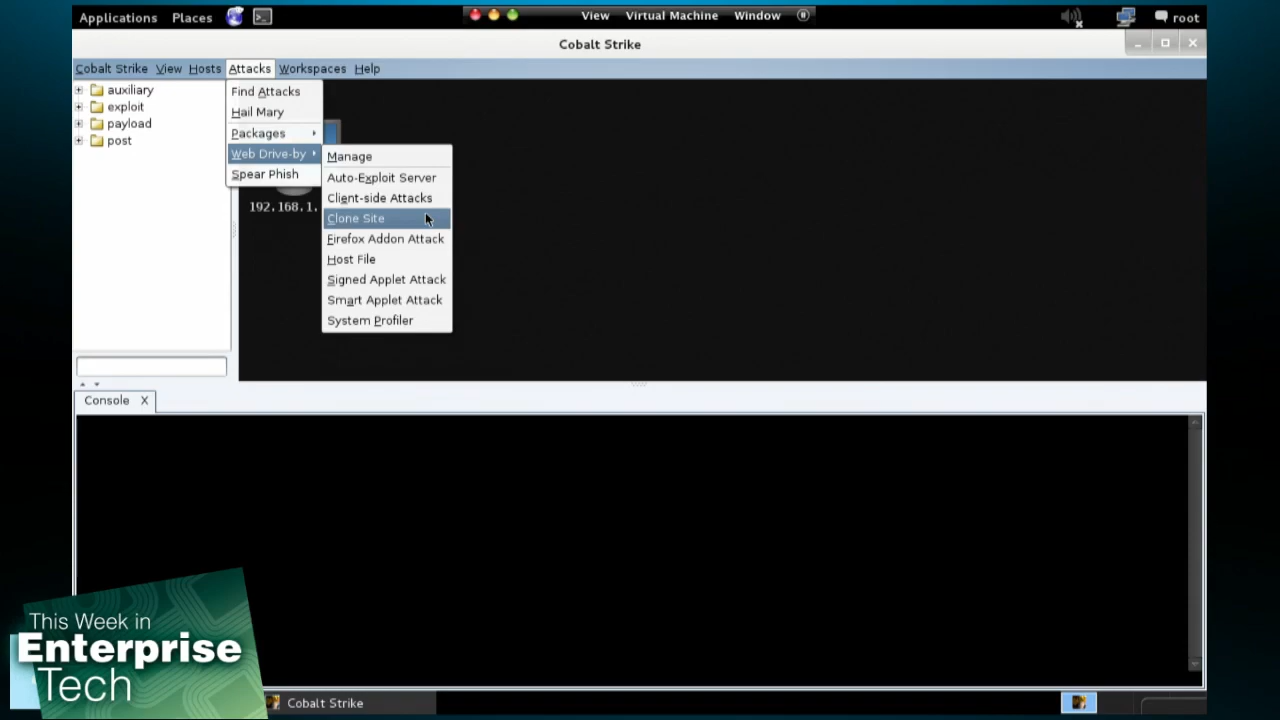 Applications Places
View Virtual Machine Window
root
Cobalt Strike
Cobalt Strike View Hosts Attacks Workspaces Help
auxiliary
exploit
payload
post
Find Attacks
Hail Mary
Packages
Web Drive-by
Spear Phish
Manage
Auto-Exploit Server
Client-side Attacks
Clone Site
Firefox Addon Attack
Host File
Signed Applet Attack
Smart Applet Attack
System Profiler
192.168.1.
Console X
This Week in
Enterprise
Tech
Cobalt Strike